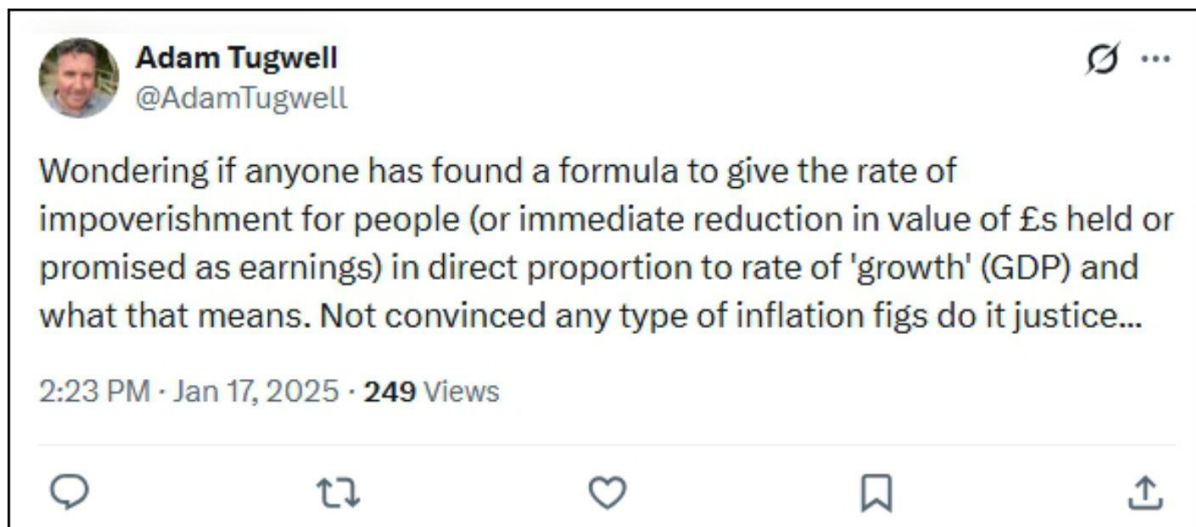 Adam Tugwell
@AdamTugwell
Wondering if anyone has found a formula to give the rate of
impoverishment for people (or immediate reduction in value of £s held or
promised as earnings) in direct proportion to rate of 'growth' (GDP) and
what that means. Not convinced any type of inflation figs do it justice...
2:23 PM · Jan 17, 2025 · 249 Views